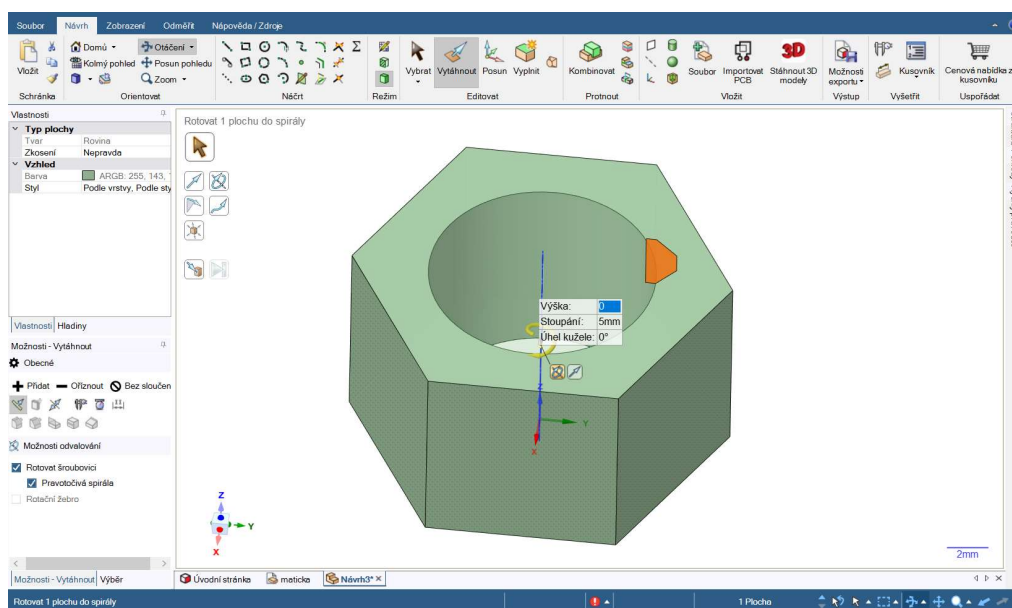 Soubor Návrh Zobrazení Odměřit Nápověda / Zdroje
Vložit
Domů
Otáčení
Kolmý pohled
Posun pohledu
Zoom
Vybrat
Vytáhnout
Posun
Vyplnit
Kombinovat
Soubor
Importovat PCB
Stáhnout 3D modely
Možnosti exportu
Kusovník
Cenová nabídka z kusovníku
3D
Schránka Orientovat Náčrt Režim Editovat Protnout Vložit Výstup Vyšetřit Uspořádat
Vlastnosti
Typ plochy
Tvar Rovina
Zkosení Nepravda
Vzhled
Barva ARGB: 255, 143,
Styl Podle vrstvy, Podle sty
Vlastnosti Hladiny
Možnosti - Vytáhnout
Obecné
Přidat Oříznout Bez sloučen
Možnosti odvalování
Rotovat šroubovici
Pravotočivá spirála
Rotační žebro
Možnosti - Vytáhnout Výběr
Rotovat 1 plochu do spirály
Výška: 0
Stoupání: 5mm
Úhel kužele: 0°
Z
Y
X
Z
Y
X
2mm
Úvodní stránka maticka Návrh3* ×
Rotovat 1 plochu do spirály 1 Plocha